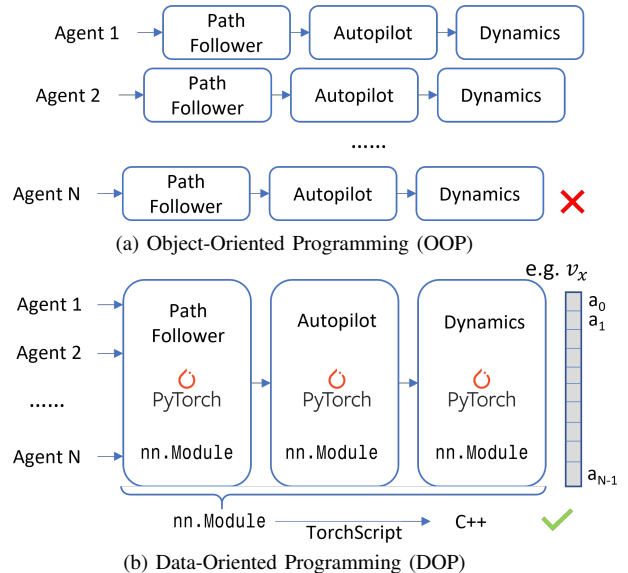 Agent 1
Path
Follower
Autopilot
Dynamics
Agent 2
Path
Follower
Autopilot
Dynamics
......
Agent N
Path
Follower
Autopilot
Dynamics
(a) Object-Oriented Programming (OOP)
e.g. v_x
Agent 1
Agent 2
......
Agent N
Path
Follower
PyTorch
nn.Module
Autopilot
PyTorch
nn.Module
Dynamics
PyTorch
nn.Module
a_0
a_1
a_{N-1}
nn.Module
TorchScript
C++
(b) Data-Oriented Programming (DOP)